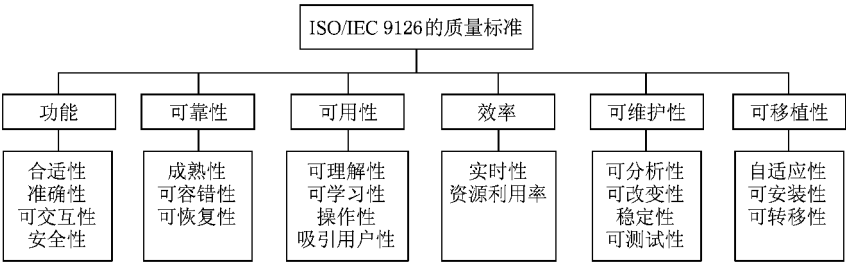 ISO/IEC 9126的质量标准
功能
可靠性
可用性
效率
可维护性
可移植性
合适性
准确性
可交互性
安全性
成熟性
可容错性
可恢复性
可理解性
可学习性
操作性
吸引用户性
实时性
资源利用率
可分析性
可改变性
稳定性
可测试性
自适应性
可安装性
可转移性